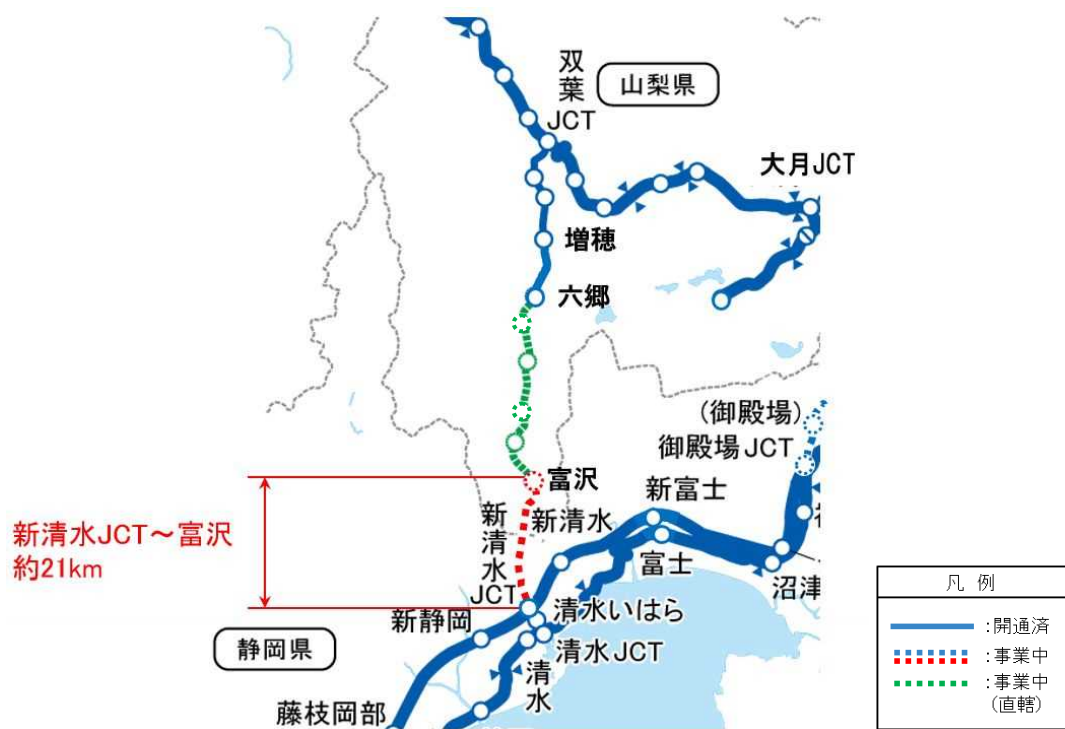 双葉
JCT
山梨県
大月JCT
増穂
六郷
(御殿場)
御殿場JCT
富沢
新富士
新清水
新清水
JCT
新清水JCT～富沢
約21km
富士
沼津
清水いはら
新静岡
清水JCT
静岡県
清水
藤枝岡部
凡 例
:開通済
:事業中
:事業中
(直轄)